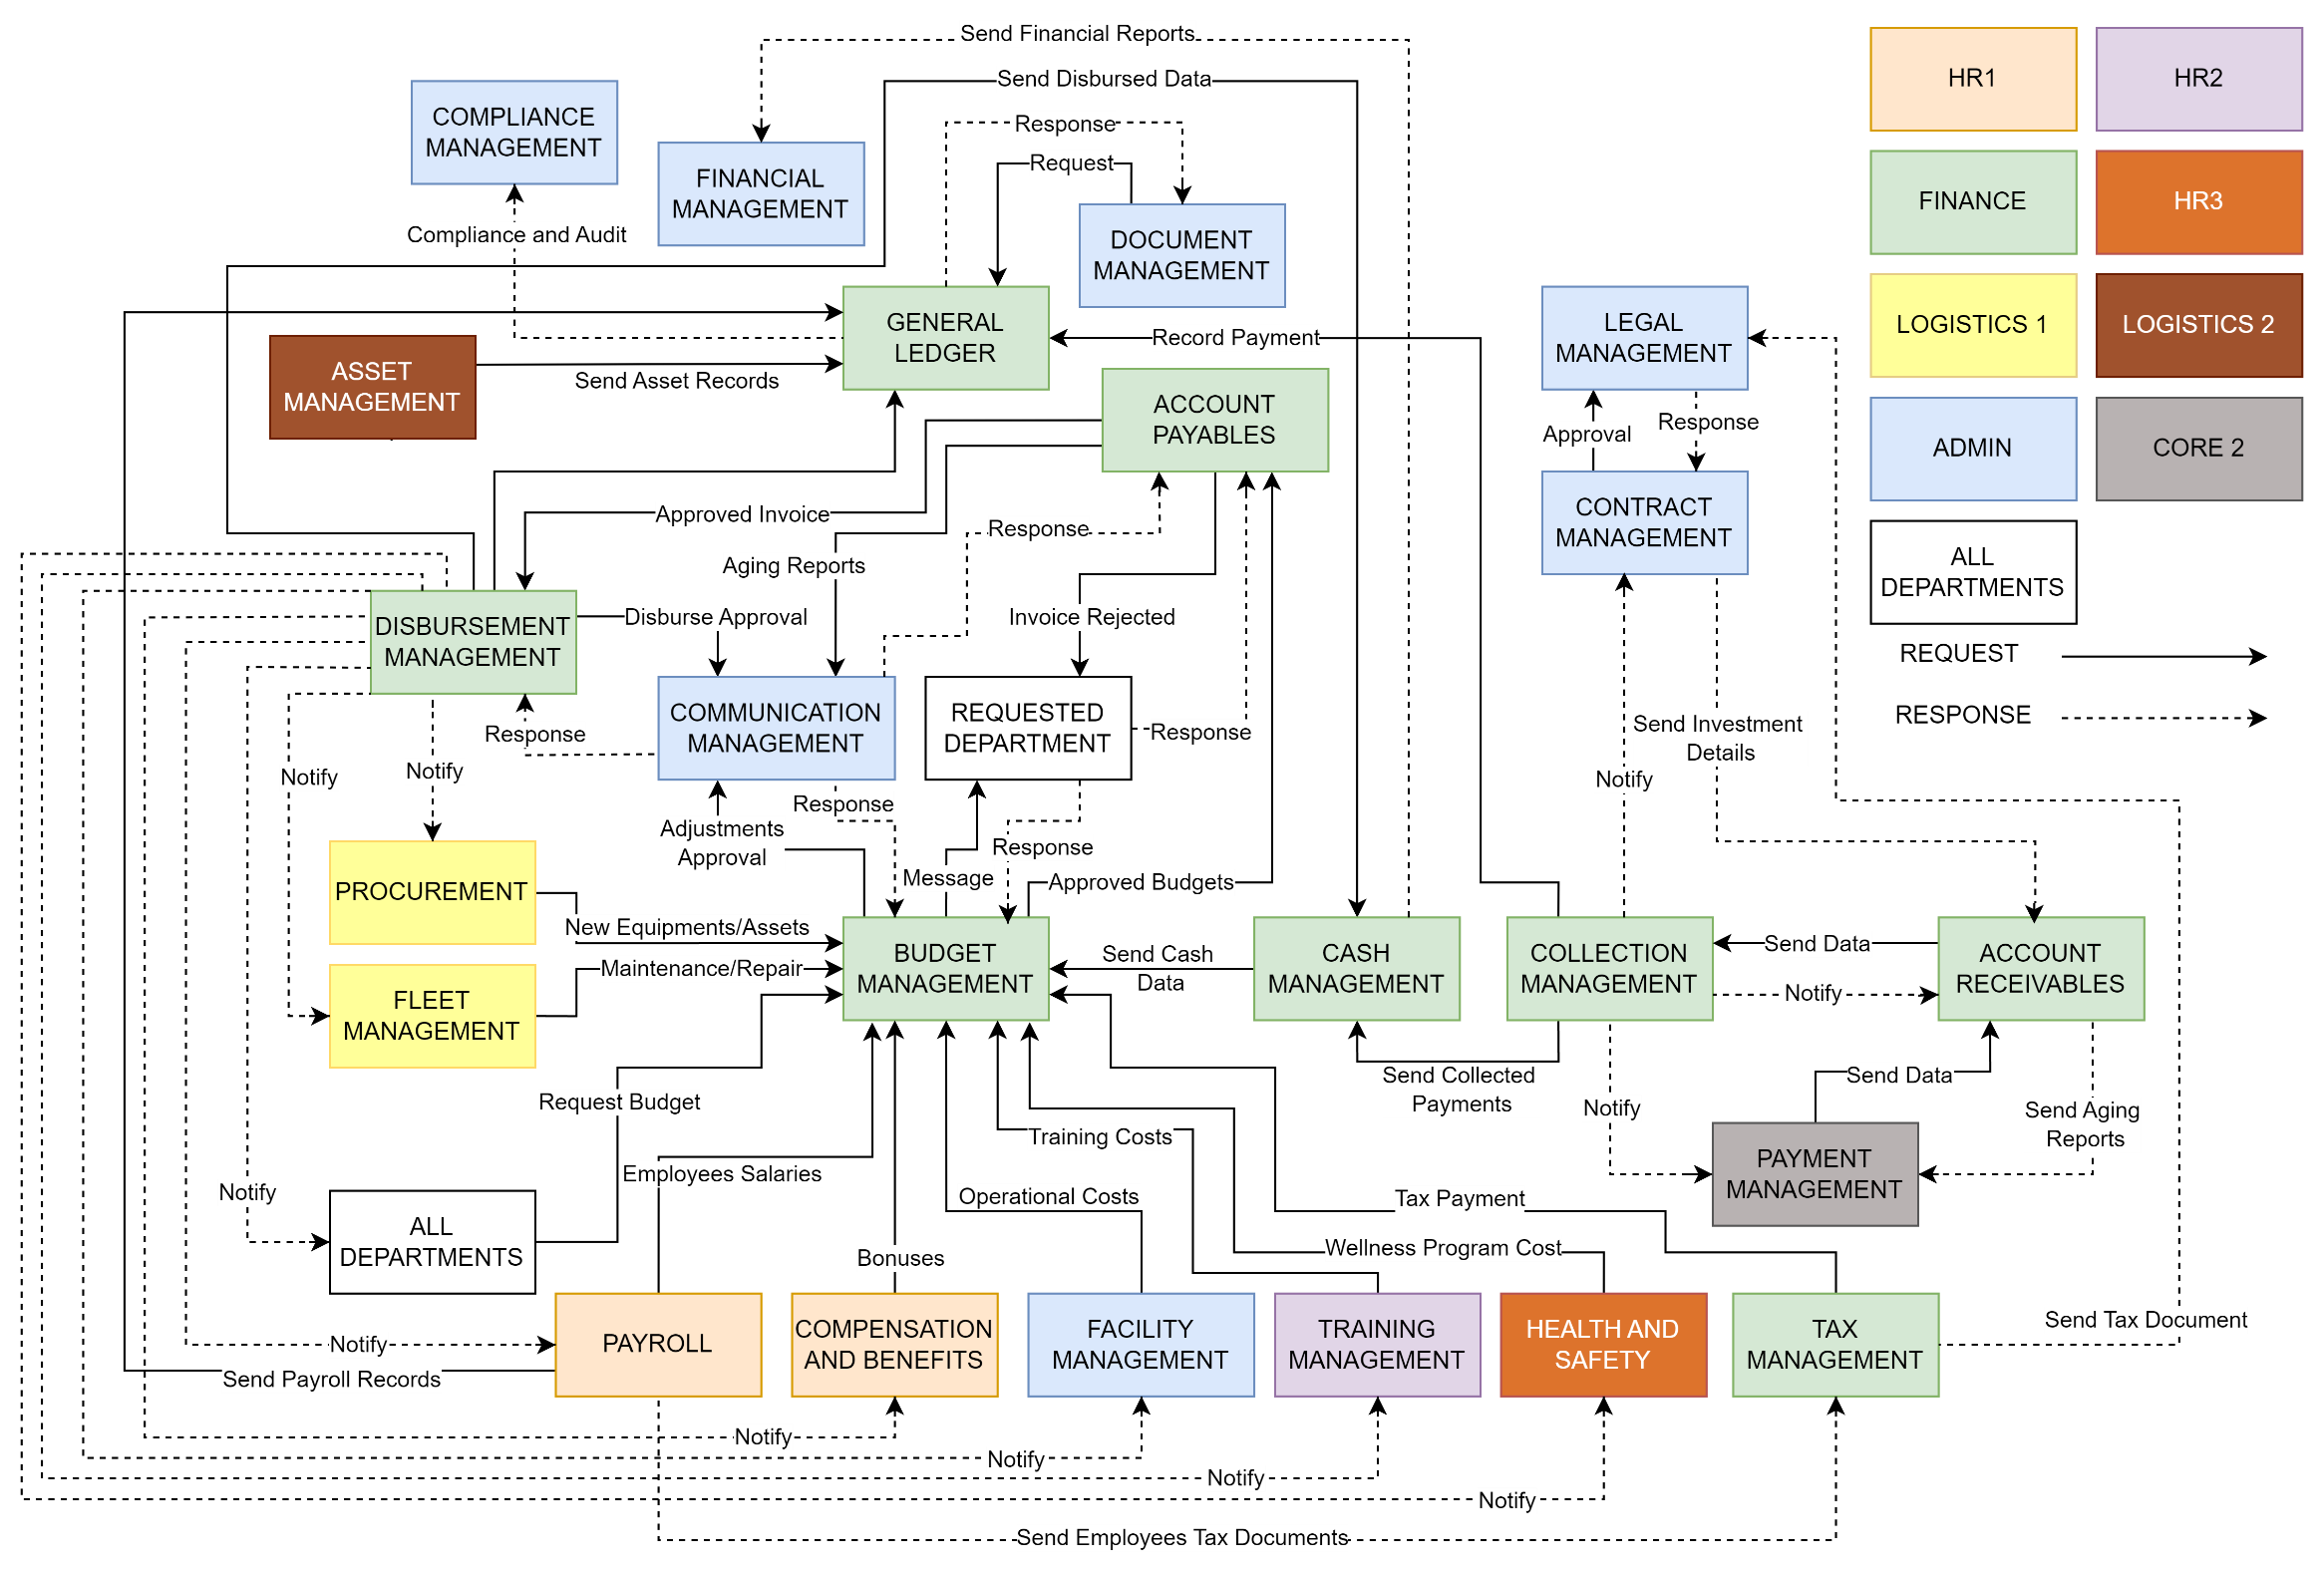 Send Financial Reports
HR1
HR2
Send Disbursed Data
COMPLIANCE
MANAGEMENT
Response
Request
FINANCIAL
MANAGEMENT
FINANCE
HR3
Compliance and Audit
DOCUMENT
MANAGEMENT
GENERAL
LEDGER
Record Payment
LEGAL
MANAGEMENT
LOGISTICS 1
LOGISTICS 2
ASSET
MANAGEMENT
Send Asset Records
ACCOUNT
PAYABLES
Approval
Response
ADMIN
CORE 2
Approved Invoice
Response
CONTRACT
MANAGEMENT
Aging Reports
ALL
DEPARTMENTS
DISBURSEMENT
MANAGEMENT
Disburse Approval
Invoice Rejected
REQUEST
RESPONSE
COMMUNICATION
MANAGEMENT
REQUESTED
DEPARTMENT
Response
Response
Send Investment
Details
Notify
Notify
Notify
Response
Adjustments
Approval
Response
Message
Approved Budgets
PROCUREMENT
New Equipments/Assets
BUDGET
MANAGEMENT
Send Cash
Data
CASH
MANAGEMENT
COLLECTION
MANAGEMENT
Send Data
Notify
ACCOUNT
RECEIVABLES
Maintenance/Repair
FLEET
MANAGEMENT
Send Collected
Payments
Send Data
Request Budget
Notify
Send Aging
Reports
Training Costs
Employees Salaries
PAYMENT
MANAGEMENT
Notify
Operational Costs
Tax Payment
ALL
DEPARTMENTS
Bonuses
Wellness Program Cost
Send Tax Document
Notify
PAYROLL
COMPENSATION
AND BENEFITS
FACILITY
MANAGEMENT
TRAINING
MANAGEMENT
HEALTH AND
SAFETY
TAX
MANAGEMENT
Send Payroll Records
Notify
Notify
Notify
Notify
Send Employees Tax Documents